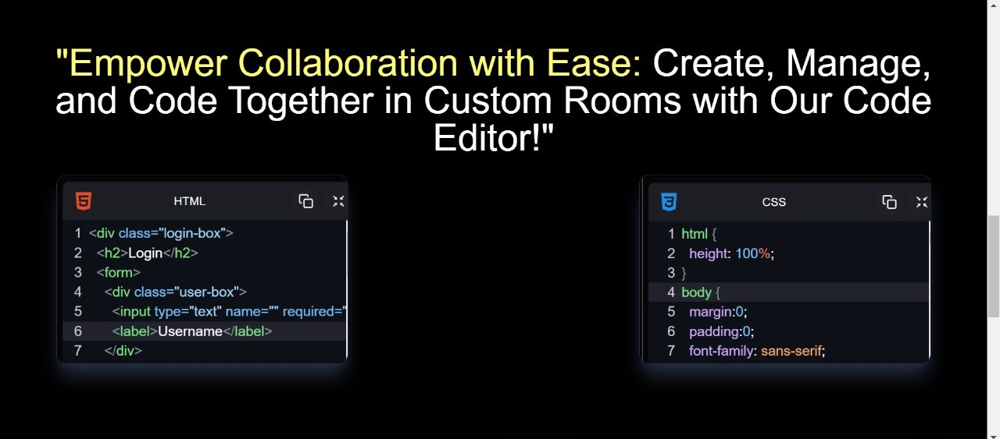 "Empower Collaboration with Ease: Create, Manage,
and Code Together in Custom Rooms with Our Code
Editor!"
HTML
1 <div class="login-box">
2 <h2>Login</h2>
3 <form>
4 <div class="user-box">
5 <input type="text" name="" required="
6 <label>Username</label>
7 </div>
CSS
1 html {
2 height: 100%;
3 }
4 body {
5 margin:0;
6 padding:0;
7 font-family: sans-serif;